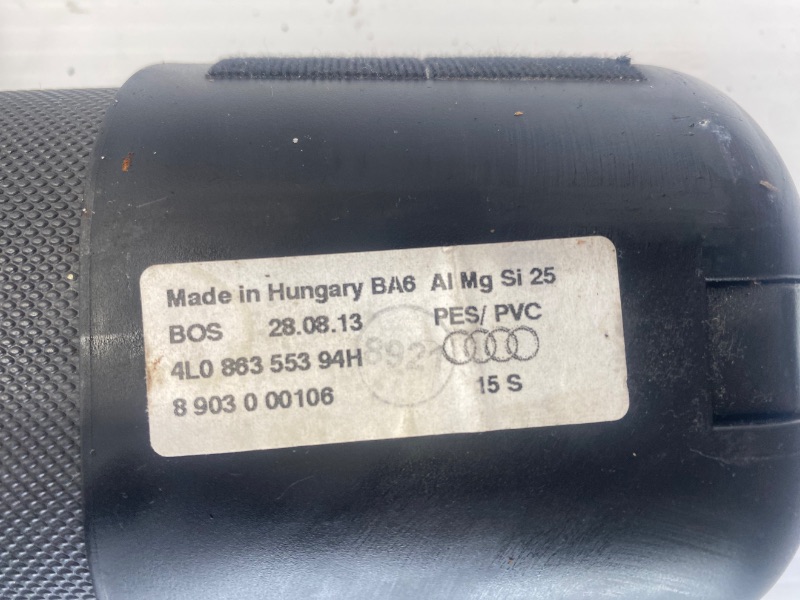 Made in Hungary BA6 Al Mg Si 25
BOS 28.08.13 PES/ PVC
4L0 863 553 94H
8 903 0 00106 15 S